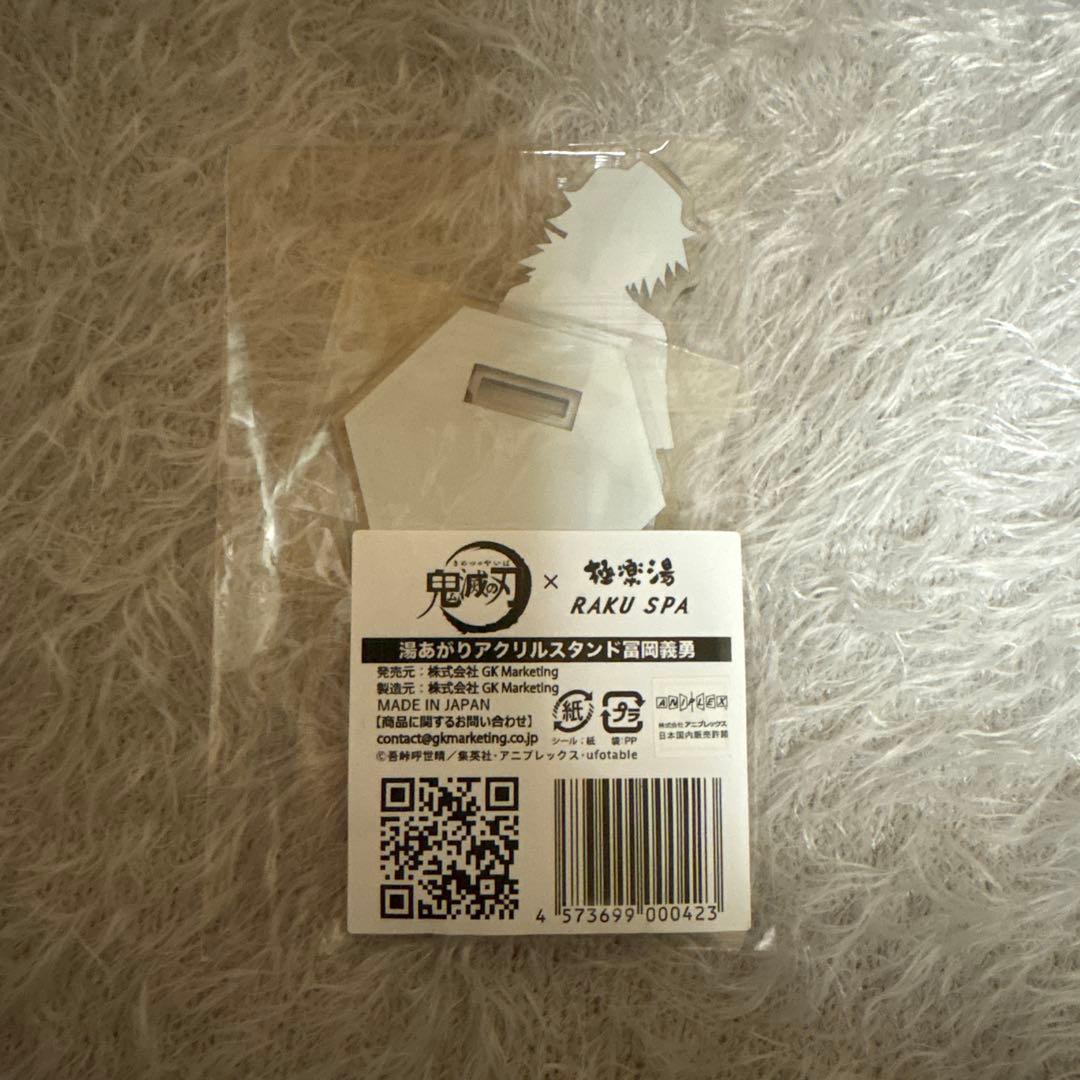 きめつのやいば
鬼滅の刃 × 極楽湯
RAKU SPA
湯あがりアクリルスタンド冨岡義勇
発売元：株式会社 GK Marketing
製造元：株式会社 GK Marketing
MADE IN JAPAN
【商品に関するお問い合わせ】
contact@gkmarketing.co.jp
©吾峠呼世晴／集英社・アニプレックス・ufotable
紙
シール：紙
プラ
袋：PP
ANIPLEX
株式会社アニプレックス
日本国内販売許諾
4 573699 000423